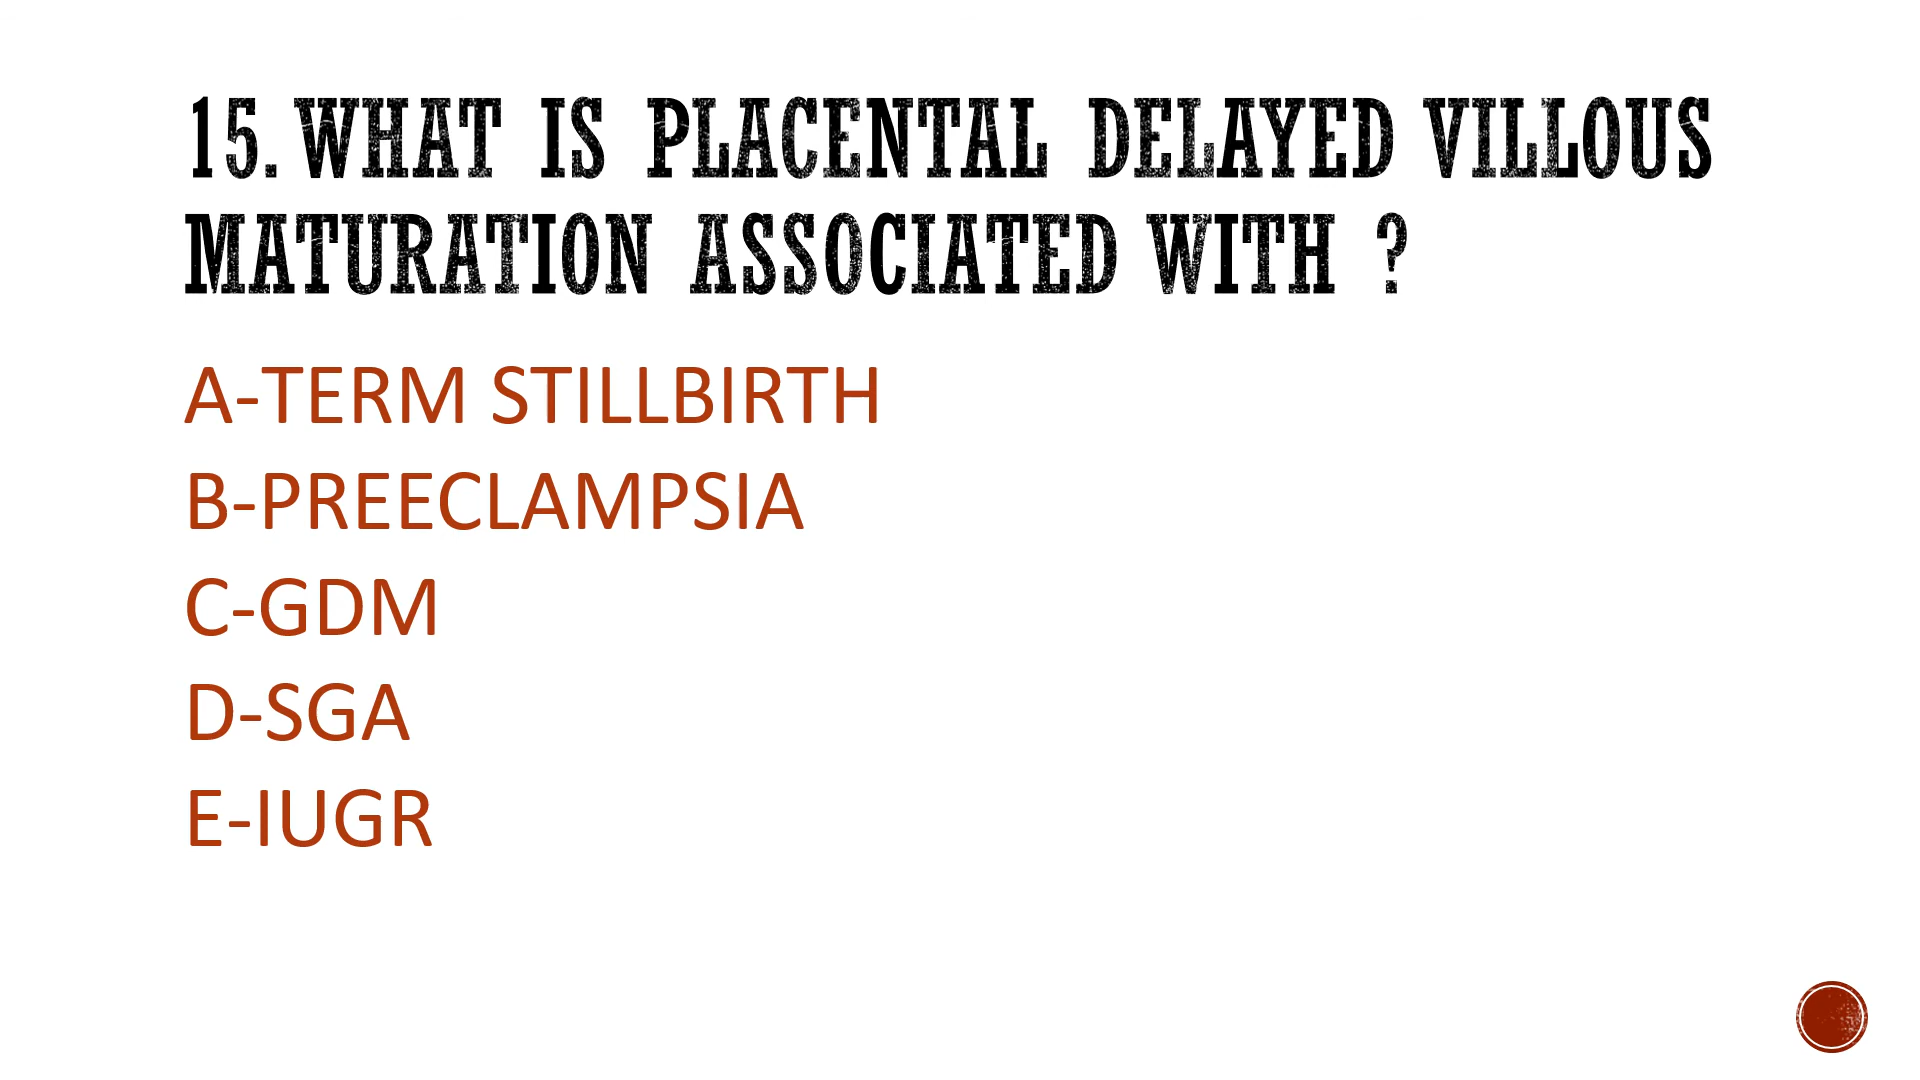 15. WHAT IS PLACENTAL DELAYED VILLOUS
MATURATION ASSOCIATED WITH ?
A-TERM STILLBIRTH
B-PREECLAMPSIA
C-GDM
D-SGA
E-IUGR